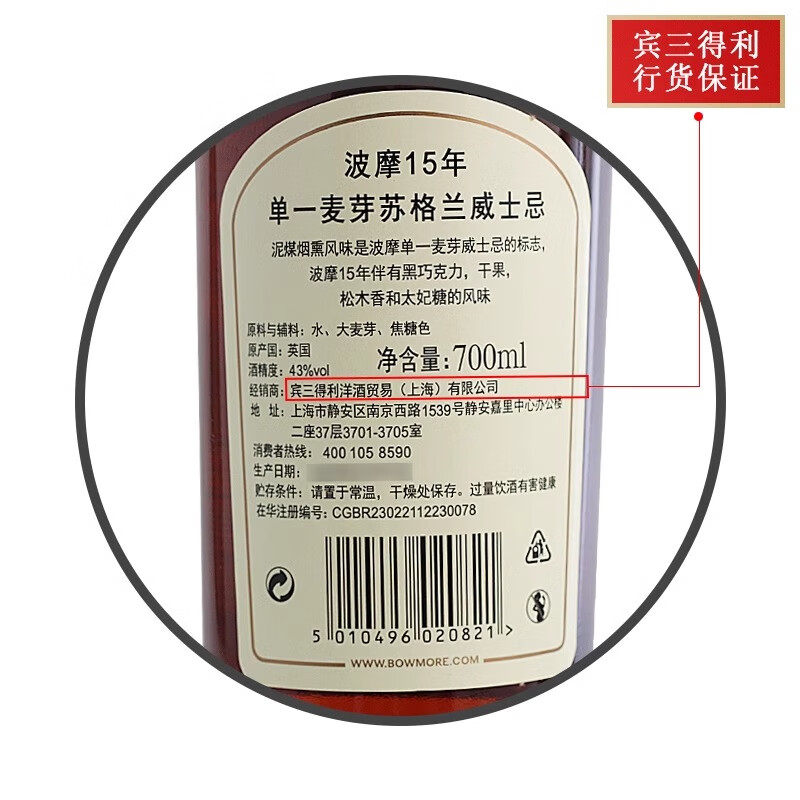 宾三得利
行货保证
波摩15年
单一麦芽苏格兰威士忌
泥煤烟熏风味是波摩单一麦芽威士忌的标志，
波摩15年伴有黑巧克力，干果，
松木香和太妃糖的风味
原料与辅料：水、大麦芽、焦糖色
原产国：英国
净含量：700ml
酒精度：43%vol
经销商：宾三得利洋酒贸易（上海）有限公司
地 址：上海市静安区南京西路1539号静安嘉里中心办公楼
二座37层3701-3705室
消费者热线：400 105 8590
生产日期：
贮存条件：请置于常温，干燥处保存。过量饮酒有害健康
在华注册编号：CGBR23022112230078
5 010496 020821 >
WWW.BOWMORE.COM